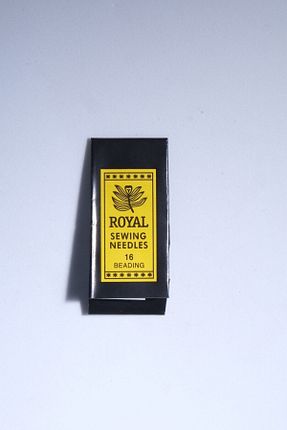 ROYAL
SEWING
NEEDLES
16
BEADING